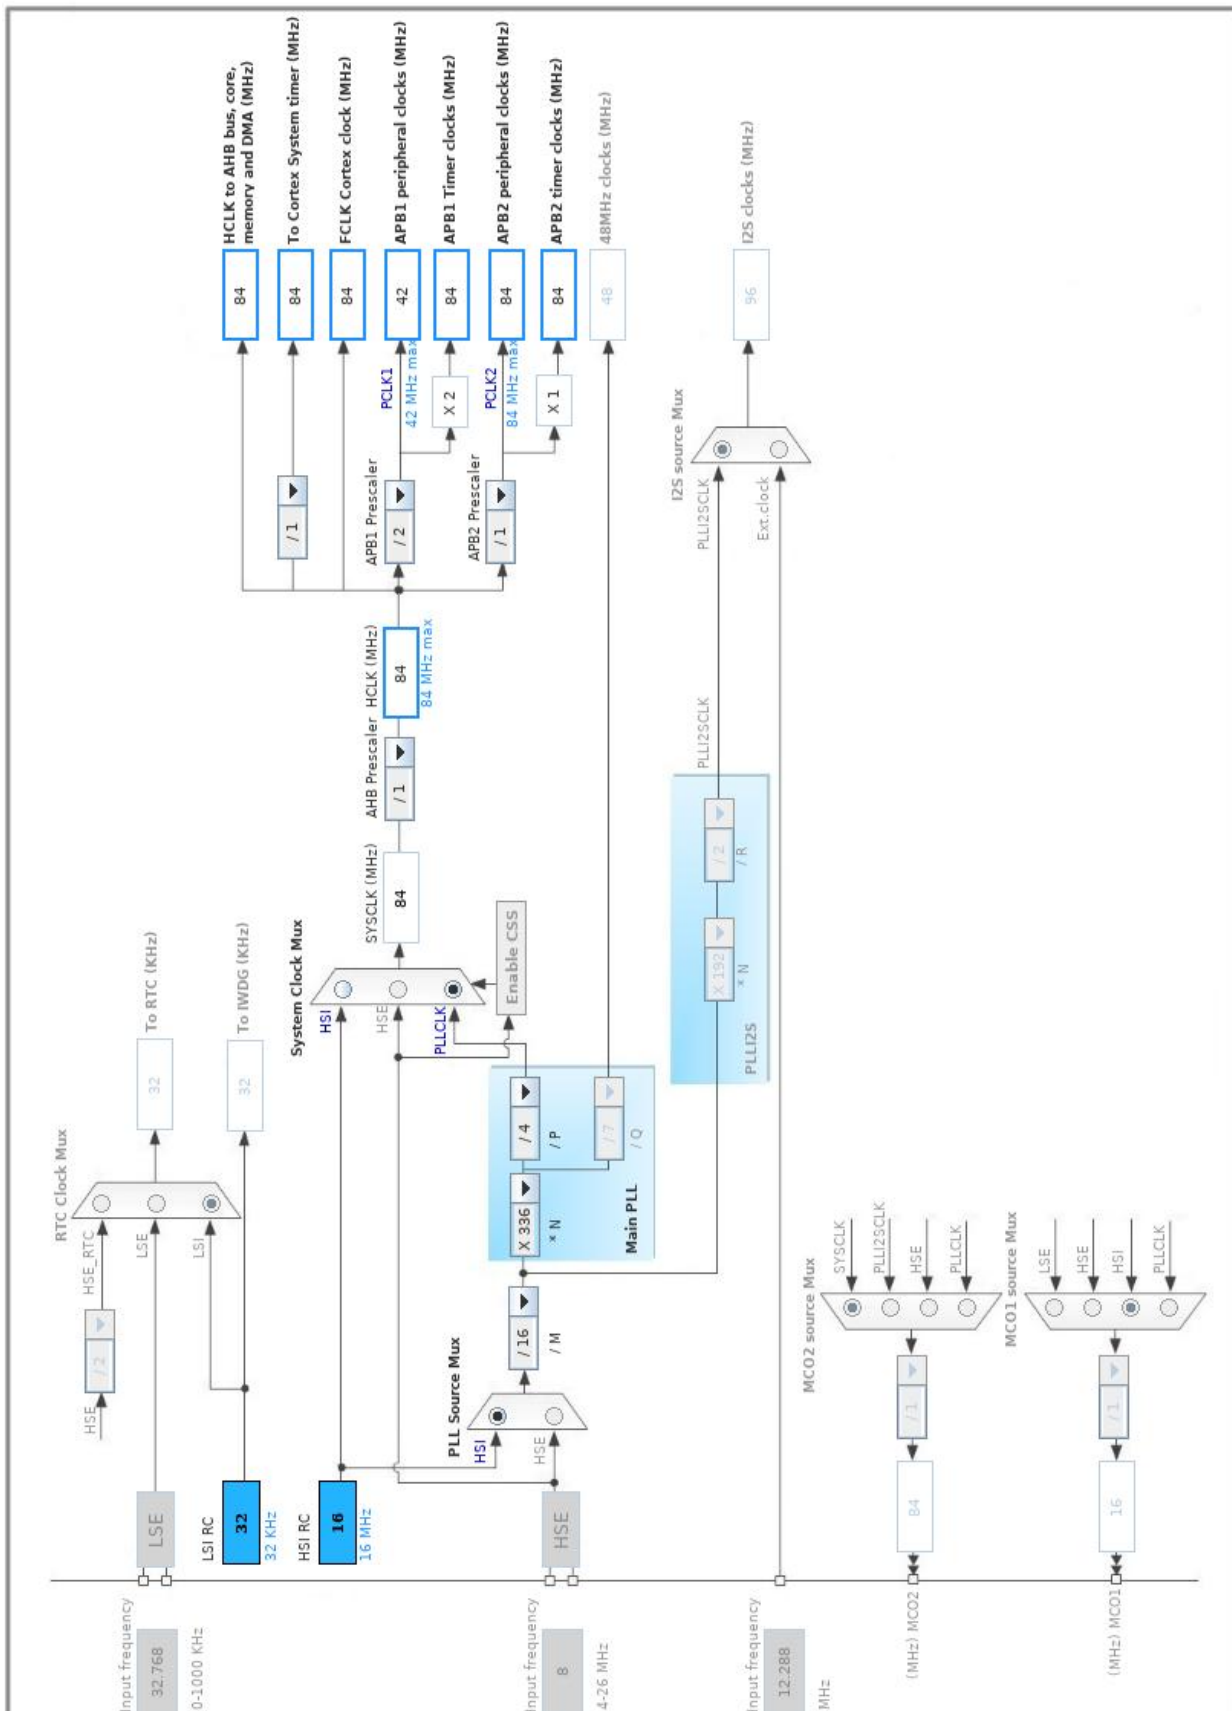 Input frequency
32.768
0-1000 KHz
LSE
LSI RC
32
32 KHz
HSI RC
16
16 MHz
Input frequency
8
4-26 MHz
HSE
Input frequency
12.288
MHz
HSE
/ 2
HSE_RTC
LSE
LSI
RTC Clock Mux
32
To RTC (KHz)
32
To IWDG (KHz)
PLL Source Mux
HSI
HSE
/ 16
/ M
X 336
* N
/ 4
/ P
/ 7
/ Q
Main PLL
System Clock Mux
HSI
HSE
PLLCLK
Enable CSS
SYSCLK (MHz)
84
AHB Prescaler
/ 1
HCLK (MHz)
84
84 MHz max
/ 1
APB1 Prescaler
/ 2
PCLK1
42 MHz max
X 2
APB2 Prescaler
/ 1
PCLK2
84 MHz max
X 1
84
HCLK to AHB bus, core,
memory and DMA (MHz)
84
To Cortex System timer (MHz)
84
FCLK Cortex clock (MHz)
42
APB1 peripheral clocks (MHz)
84
APB1 Timer clocks (MHz)
84
APB2 peripheral clocks (MHz)
84
APB2 timer clocks (MHz)
48
48MHz clocks (MHz)
PLLI2S
X 192
* N
/ 2
/ R
PLLI2SCLK
PLLI2SCLK
Ext.clock
I2S source Mux
96
I2S clocks (MHz)
MCO2 source Mux
SYSCLK
PLLI2SCLK
HSE
PLLCLK
/ 1
84
(MHz) MCO2
MCO1 source Mux
LSE
HSE
HSI
PLLCLK
/ 1
16
(MHz) MCO1